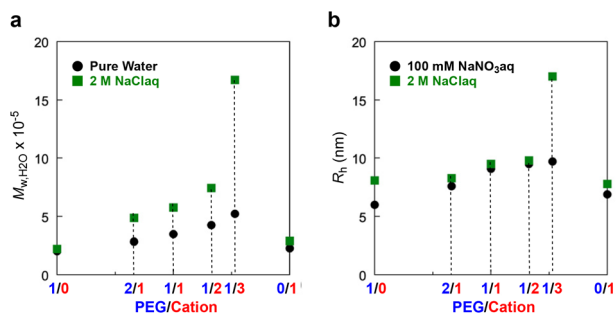 a
20
15
10
5
0
Mw,H2O x 10-5
Pure Water
2 M NaClaq
1/0
2/1
1/1
1/2
1/3
0/1
PEG/Cation
b
20
15
10
5
0
Rh (nm)
100 mM NaNO3aq
2 M NaClaq
1/0
2/1
1/1
1/2
1/3
0/1
PEG/Cation